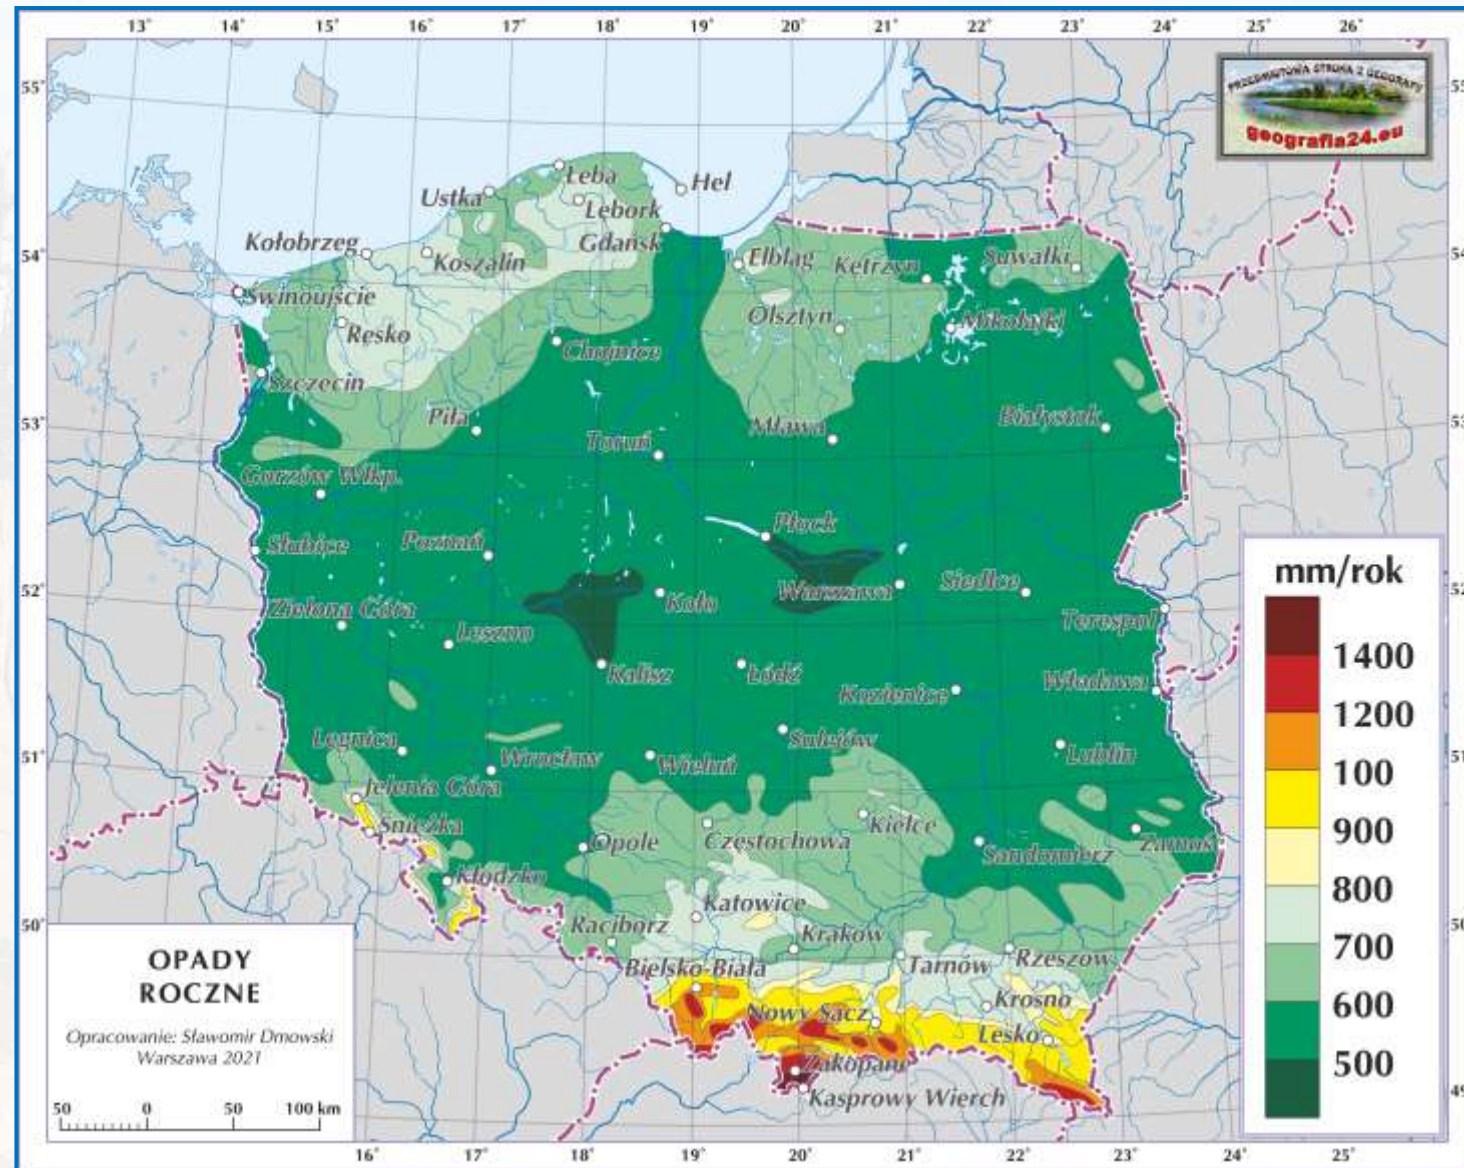 13° 14° 15° 16° 17° 18° 19° 20° 21° 22° 23° 24° 25° 26°
55°
PRZEDMIOTOWA STRONA Z GEOGRAFII
geografia24.eu
Łeba
Hel
Ustka
Lębork
Gdańsk
Kołobrzeg
Koszalin
54°
Elbląg
Kętrzyn
Suwałki
54°
Świnoujście
Resko
Olsztyn
Mikołajki
Chojnice
Szczecin
Piła
53°
Toruń
Mława
Białystok
Gorzów Wlkp.
Płock
Słubice
Poznań
mm/rok
52°
Warszawa
Siedlce
Zielona Góra
Koło
Terespol
Leszno
1400
Kalisz
Łódź
Kozienice
Włodawa
1200
51°
Legnica
Wrocław
Wieluń
Sulejów
Lublin
100
Jelenia Góra
Śnieżka
Opole
Częstochowa
Kielce
Sandomierz
Zamość
900
Kłodzko
800
50°
Racibórz
Katowice
Kraków
700
OPADY
ROCZNE
Bielsko-Biała
Tarnów
Rzeszów
Nowy Sącz
Krosno
600
Opracowanie: Sławomir Dmowski
Warszawa 2021
Lesko
Zakopane
500
Kasprowy Wierch
50 0 50 100 km
16° 17° 18° 19° 20° 21° 22° 23° 24° 25°